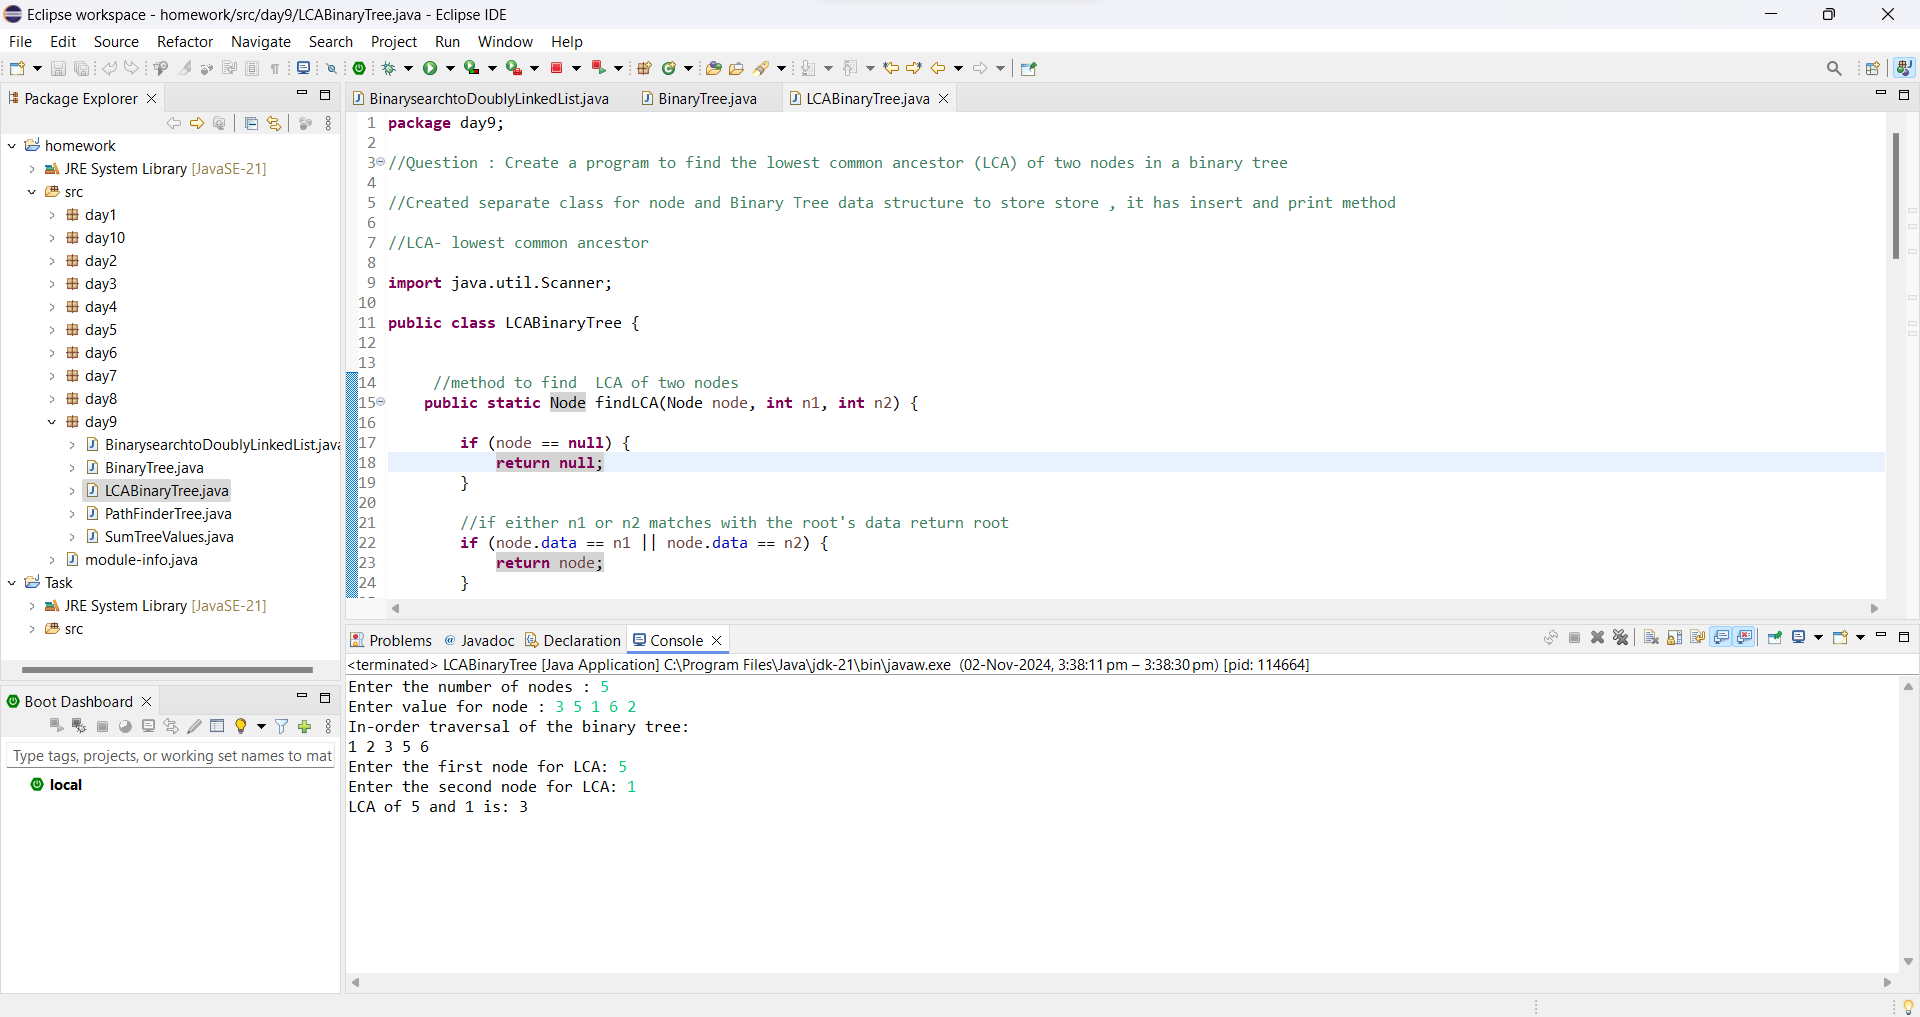 Eclipse workspace - homework/src/day9/LCABinaryTree.java - Eclipse IDE
File Edit Source Refactor Navigate Search Project Run Window Help
Package Explorer
homework
JRE System Library [JavaSE-21]
src
day1
day10
day2
day3
day4
day5
day6
day7
day8
day9
BinarysearchtoDoublyLinkedList.java
BinaryTree.java
LCABinaryTree.java
PathFinderTree.java
SumTreeValues.java
module-info.java
Task
JRE System Library [JavaSE-21]
src
Boot Dashboard
Type tags, projects, or working set names to mat
local
BinarysearchtoDoublyLinkedList.java BinaryTree.java LCABinaryTree.java
1 package day9;
2
3 //Question : Create a program to find the lowest common ancestor (LCA) of two nodes in a binary tree
4
5 //Created separate class for node and Binary Tree data structure to store store , it has insert and print method
6
7 //LCA- lowest common ancestor
8
9 import java.util.Scanner;
10
11 public class LCABinaryTree {
12
13
14 //method to find  LCA of two nodes
15 public static Node findLCA(Node node, int n1, int n2) {
16
17 if (node == null) {
18 return null;
19 }
20
21 //if either n1 or n2 matches with the root's data return root
22 if (node.data == n1 || node.data == n2) {
23 return node;
24 }
Problems Javadoc Declaration Console
<terminated> LCABinaryTree [Java Application] C:\Program Files\Java\jdk-21\bin\javaw.exe (02-Nov-2024, 3:38:11 pm – 3:38:30 pm) [pid: 114664]
Enter the number of nodes : 5
Enter value for node : 3 5 1 6 2
In-order traversal of the binary tree:
1 2 3 5 6
Enter the first node for LCA: 5
Enter the second node for LCA: 1
LCA of 5 and 1 is: 3